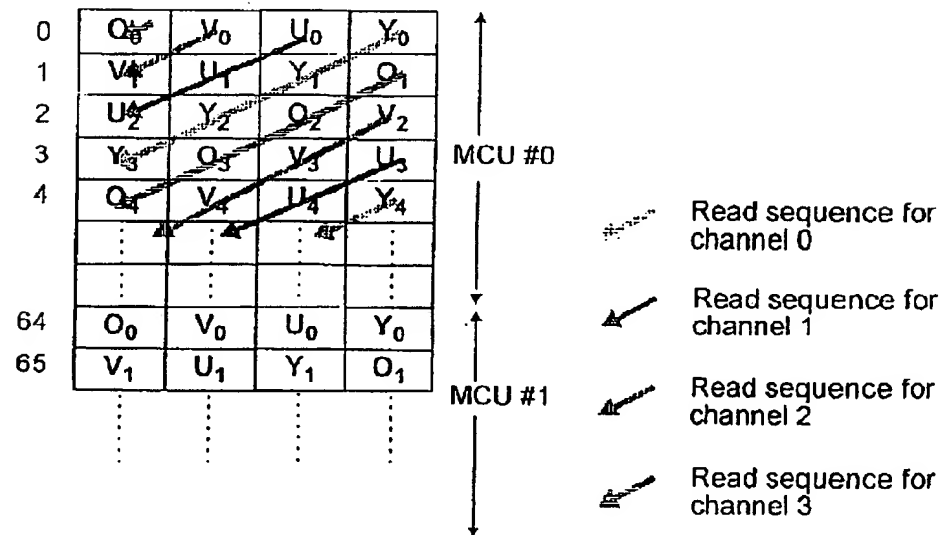 0 O₀ V₀ U₀ Y₀
1 V₁ U₁ Y₁ O₁
2 U₂ Y₂ O₂ V₂
3 Y₃ O₃ V₃ U₃
MCU #0
4 O₄ V₄ U₄ Y₄
64 O₀ V₀ U₀ Y₀
65 V₁ U₁ Y₁ O₁
MCU #1
Read sequence for
channel 0
Read sequence for
channel 1
Read sequence for
channel 2
Read sequence for
channel 3